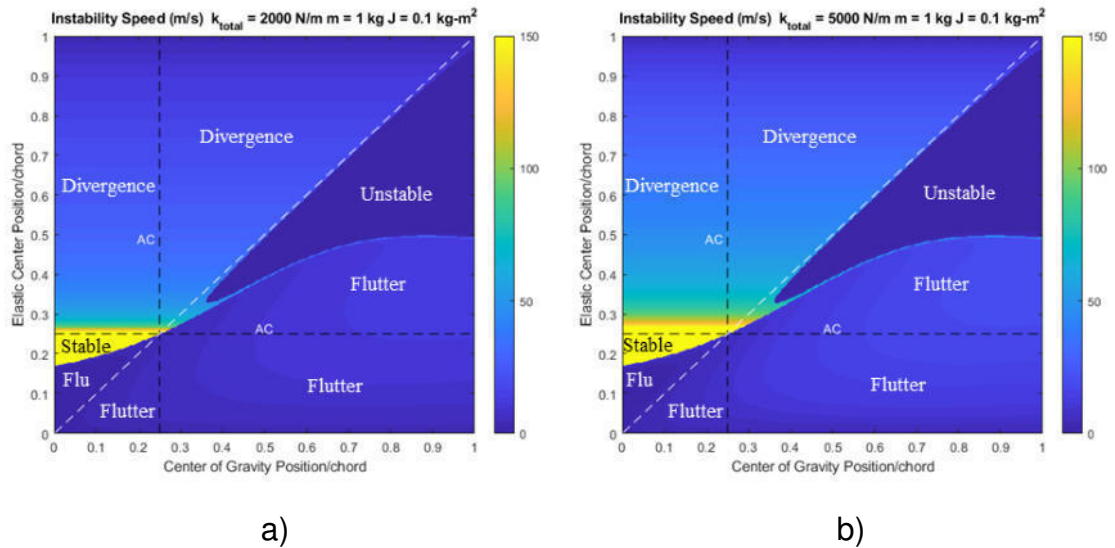 Instability Speed (m/s)  k_total = 2000 N/m m = 1 kg J = 0.1 kg-m²
1
0.9
0.8
0.7
0.6
0.5
0.4
0.3
0.2
0.1
0
Elastic Center Position/chord
Divergence
Divergence
Unstable
AC
Flutter
AC
Stable
Flu
Flutter
Flutter
0 0.1 0.2 0.3 0.4 0.5 0.6 0.7 0.8 0.9 1
Center of Gravity Position/chord
150
100
50
0
a)
Instability Speed (m/s)  k_total = 5000 N/m m = 1 kg J = 0.1 kg-m²
1
0.9
0.8
0.7
0.6
0.5
0.4
0.3
0.2
0.1
0
Elastic Center Position/chord
Divergence
Divergence
Unstable
AC
Flutter
AC
Stable
Flu
Flutter
Flutter
0 0.1 0.2 0.3 0.4 0.5 0.6 0.7 0.8 0.9 1
Center of Gravity Position/chord
150
100
50
0
b)